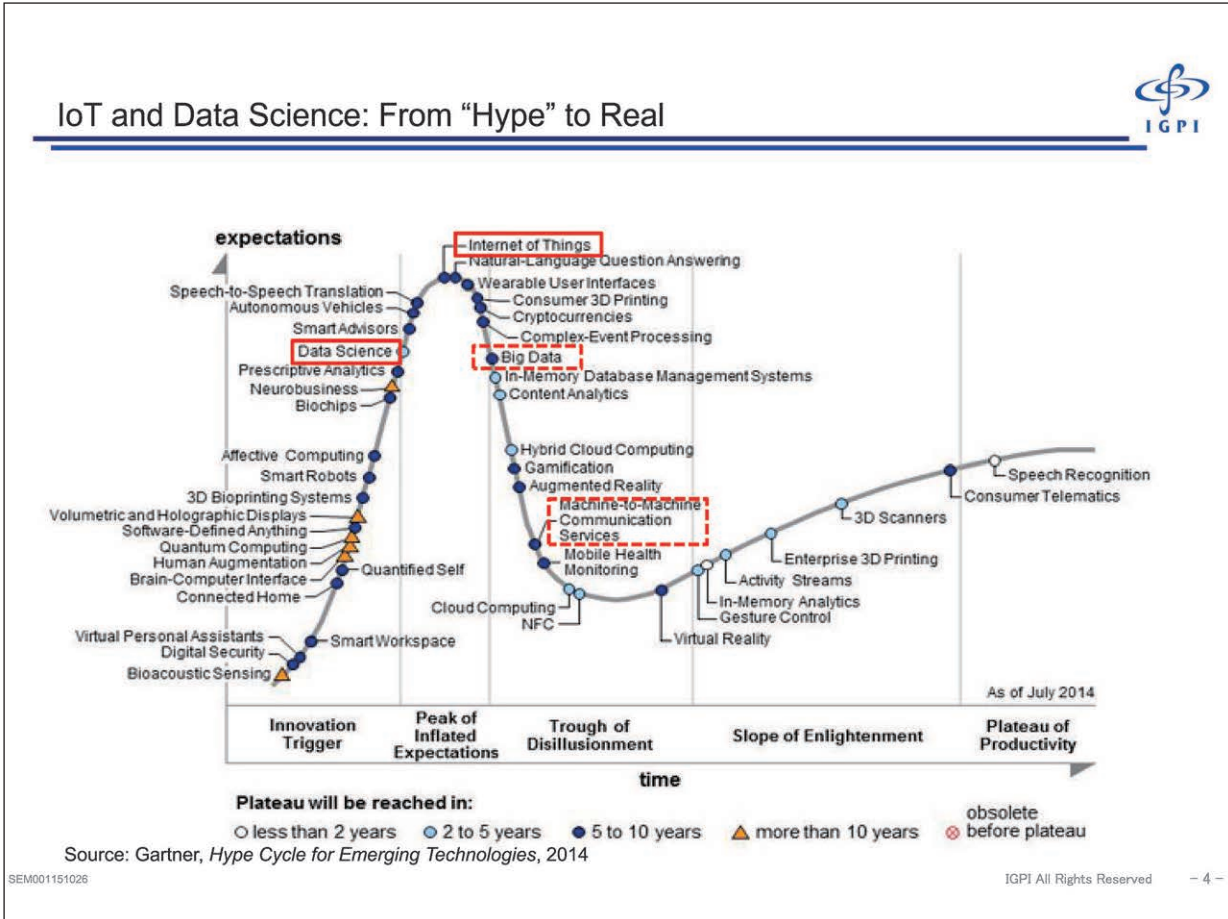 IoT and Data Science: From “Hype” to Real
IGPI
expectations
Internet of Things
Natural-Language Question Answering
Wearable User Interfaces
Consumer 3D Printing
Cryptocurrencies
Complex-Event Processing
Big Data
In-Memory Database Management Systems
Content Analytics
Hybrid Cloud Computing
Gamification
Augmented Reality
Machine-to-Machine
Communication
Services
Mobile Health
Monitoring
Speech-to-Speech Translation
Autonomous Vehicles
Smart Advisors
Data Science
Prescriptive Analytics
Neurobusiness
Biochips
Affective Computing
Smart Robots
3D Bioprinting Systems
Volumetric and Holographic Displays
Software-Defined Anything
Quantum Computing
Human Augmentation
Brain-Computer Interface
Connected Home
Quantified Self
Virtual Personal Assistants
Digital Security
Bioacoustic Sensing
Smart Workspace
Cloud Computing
NFC
Virtual Reality
Speech Recognition
Consumer Telematics
3D Scanners
Enterprise 3D Printing
Activity Streams
In-Memory Analytics
Gesture Control
As of July 2014
Innovation
Trigger
Peak of
Inflated
Expectations
Trough of
Disillusionment
Slope of Enlightenment
Plateau of
Productivity
time
Plateau will be reached in:
less than 2 years
2 to 5 years
5 to 10 years
more than 10 years
obsolete
before plateau
Source: Gartner, Hype Cycle for Emerging Technologies, 2014
SEM001151026
IGPI All Rights Reserved
- 4 -